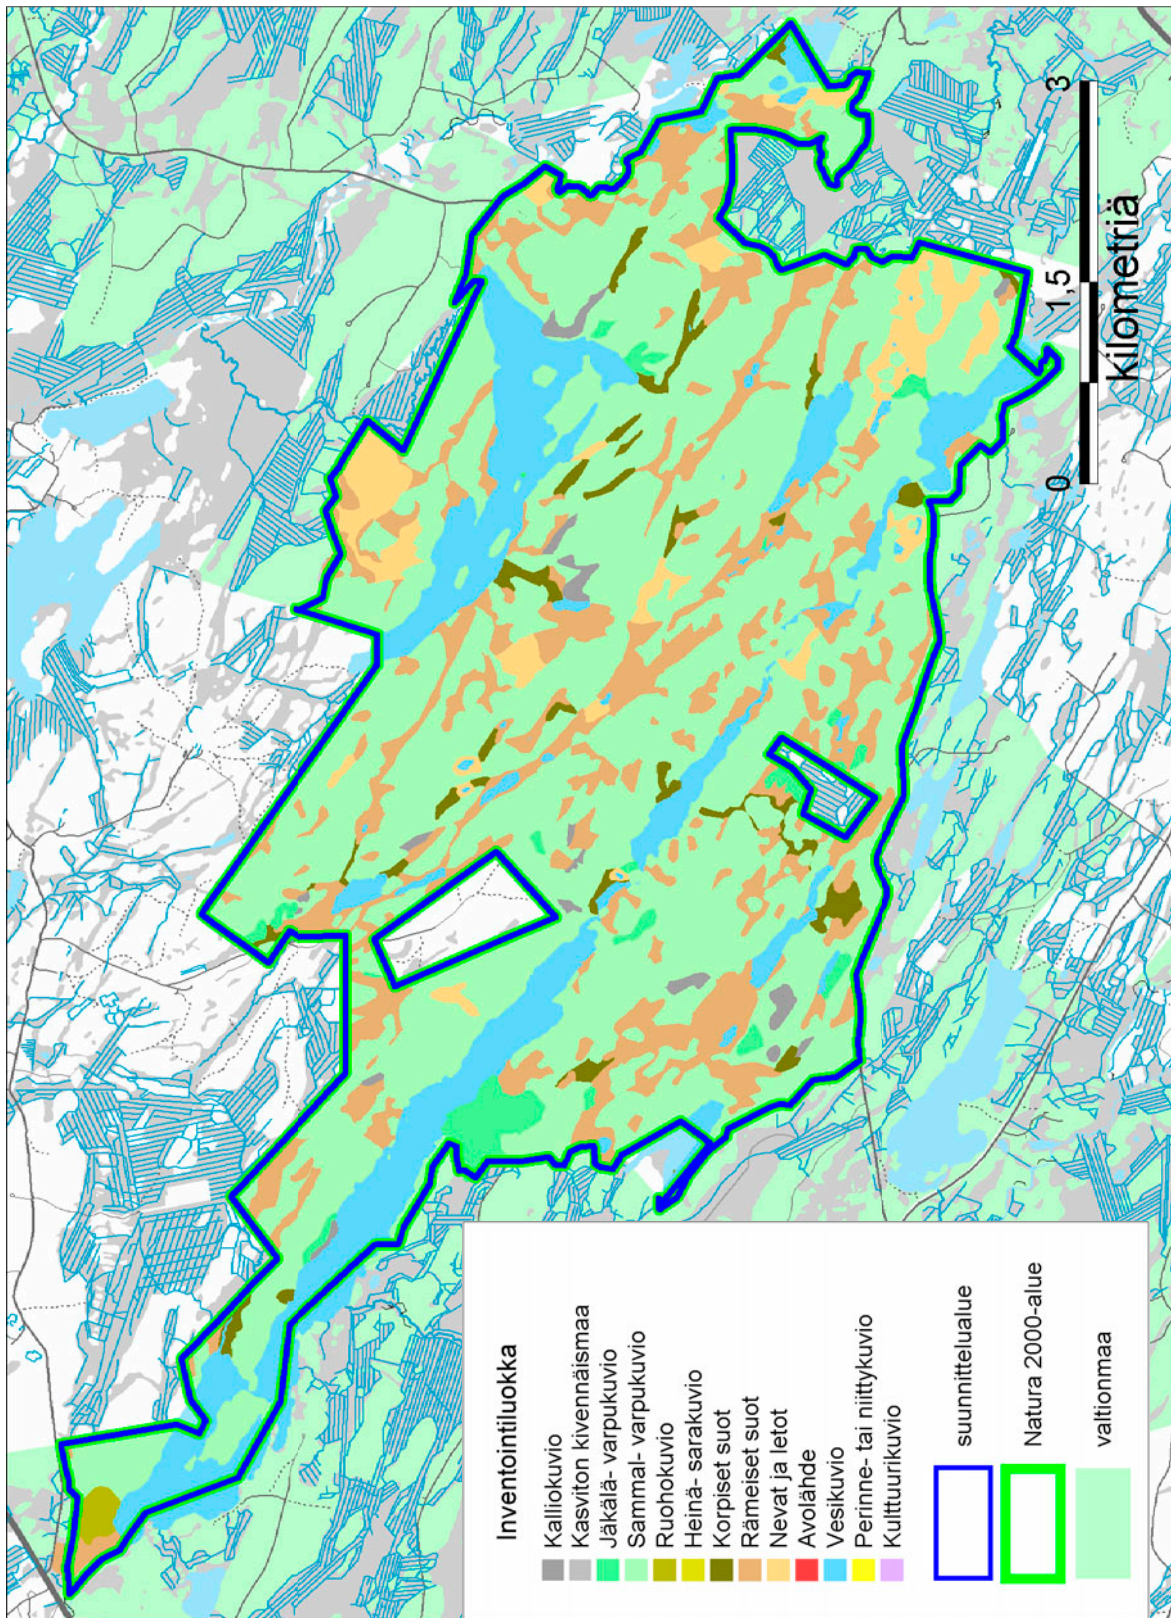 Inventointiluokka
Kalliokuvio
Kasviton kivennäismaa
Jäkälä- varpukuvio
Sammal- varpukuvio
Ruohokuvio
Heinä- sarakuvio
Korpiset suot
Rämeiset suot
Nevat ja letot
Avolähde
Vesikuvio
Perinne- tai niittykuvio
Kulttuurikuvio
suunnittelualue
Natura 2000-alue
valtionmaa
0 1,5 3
Kilometriä